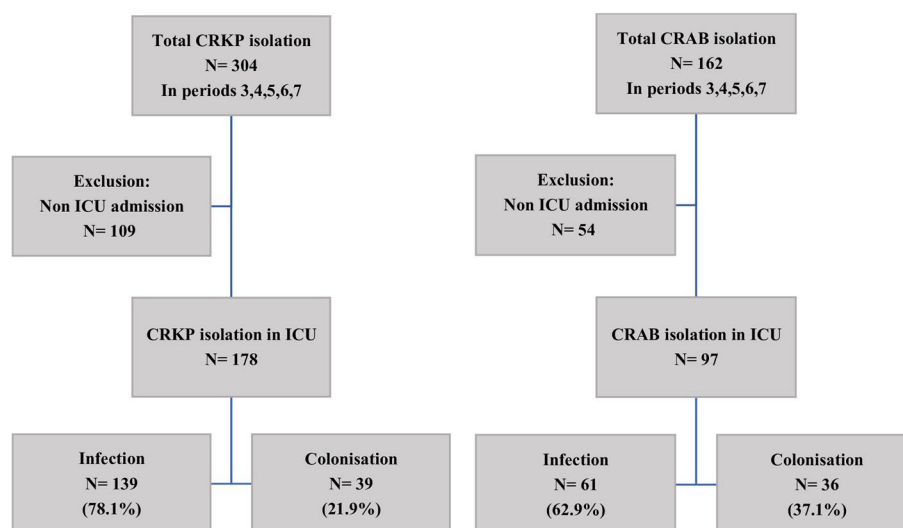 Total CRKP isolation
N= 304
In periods 3,4,5,6,7
Exclusion:
Non ICU admission
N= 109
CRKP isolation in ICU
N= 178
Infection
N= 139
(78.1%)
Colonisation
N= 39
(21.9%)
Total CRAB isolation
N= 162
In periods 3,4,5,6,7
Exclusion:
Non ICU admission
N= 54
CRAB isolation in ICU
N= 97
Infection
N= 61
(62.9%)
Colonisation
N= 36
(37.1%)